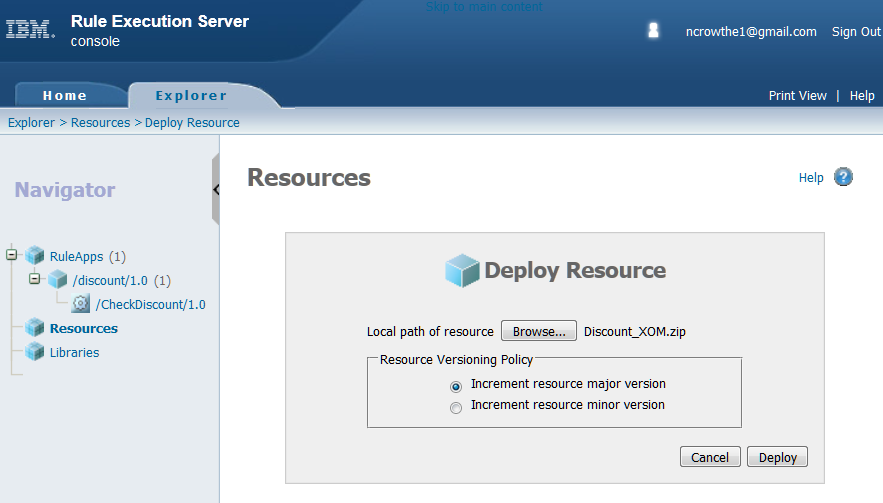 Skip to main content
IBM.
Rule Execution Server
console
ncrowthe1@gmail.com Sign Out
Home Explorer
Print View | Help
Explorer > Resources > Deploy Resource
Navigator
RuleApps (1)
/discount/1.0 (1)
/CheckDiscount/1.0
Resources
Libraries
Resources
Help ?
Deploy Resource
Local path of resource Browse... Discount_XOM.zip
Resource Versioning Policy
Increment resource major version
Increment resource minor version
Cancel Deploy